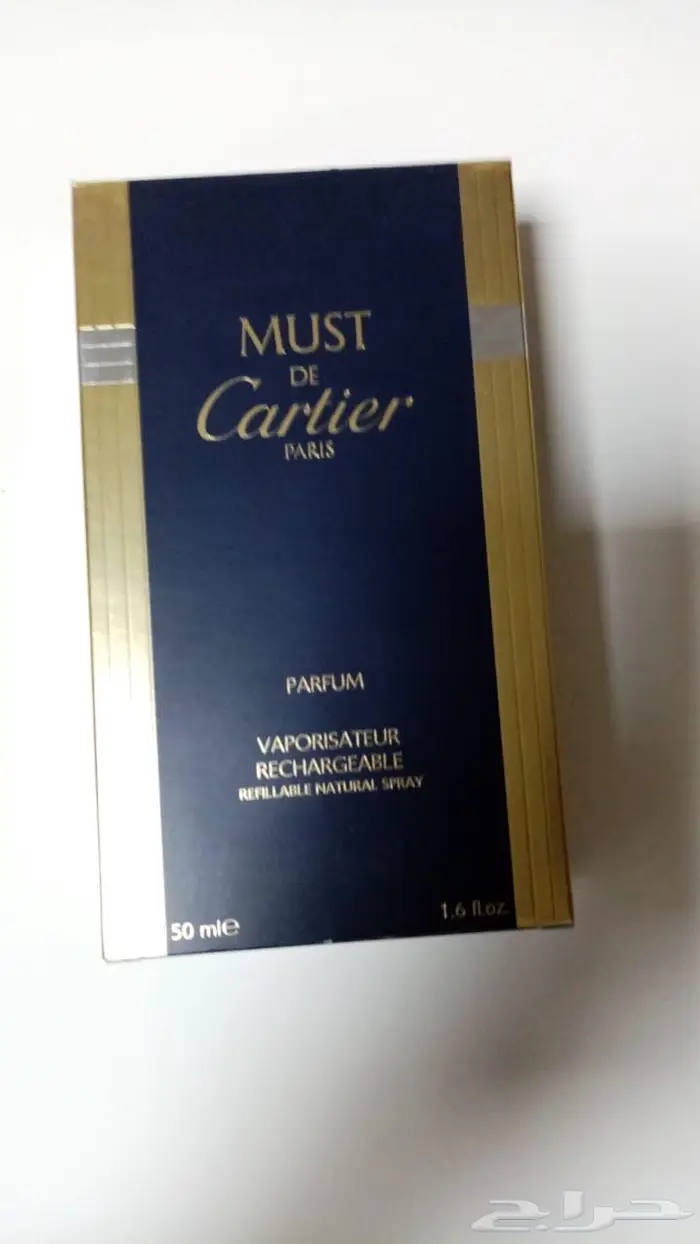 MUST
DE
Cartier
PARIS
PARFUM
VAPORISATEUR
RECHARGEABLE
REFILLABLE NATURAL SPRAY
50 ml℮
1.6 fl.oz.
حراج